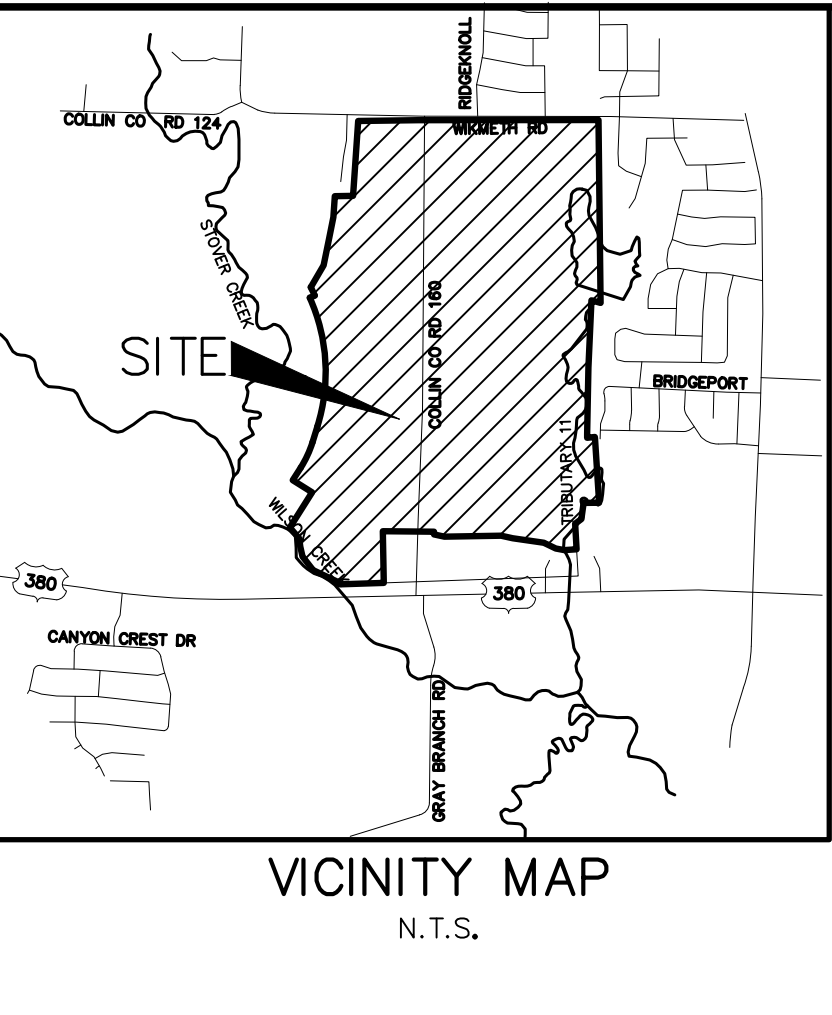 RIDGEKNOLL
COLLIN CO RD 124
WIKMETH RD
STOVER CREEK
COLLIN CO RD 160
SITE
BRIDGEPORT
TRIBUTARY 11
WILSON CREEK
380
380
CANYON CREST DR
GRAY BRANCH RD
VICINITY MAP
N.T.S.